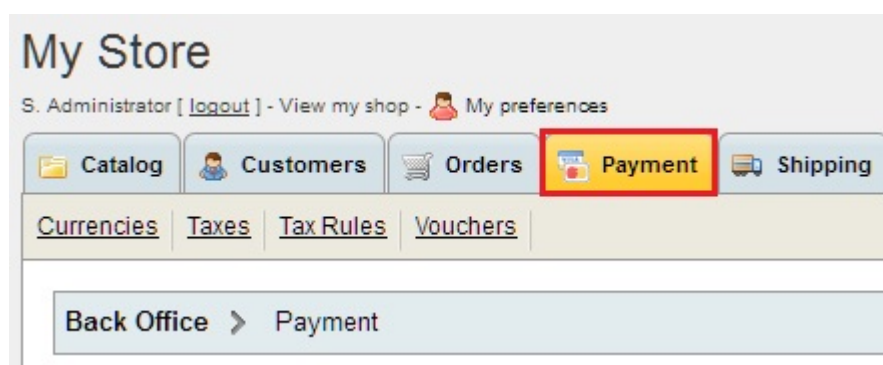 My Store
S. Administrator [ logout ] - View my shop - My preferences
Catalog Customers Orders Payment Shipping
Currencies Taxes Tax Rules Vouchers
Back Office > Payment